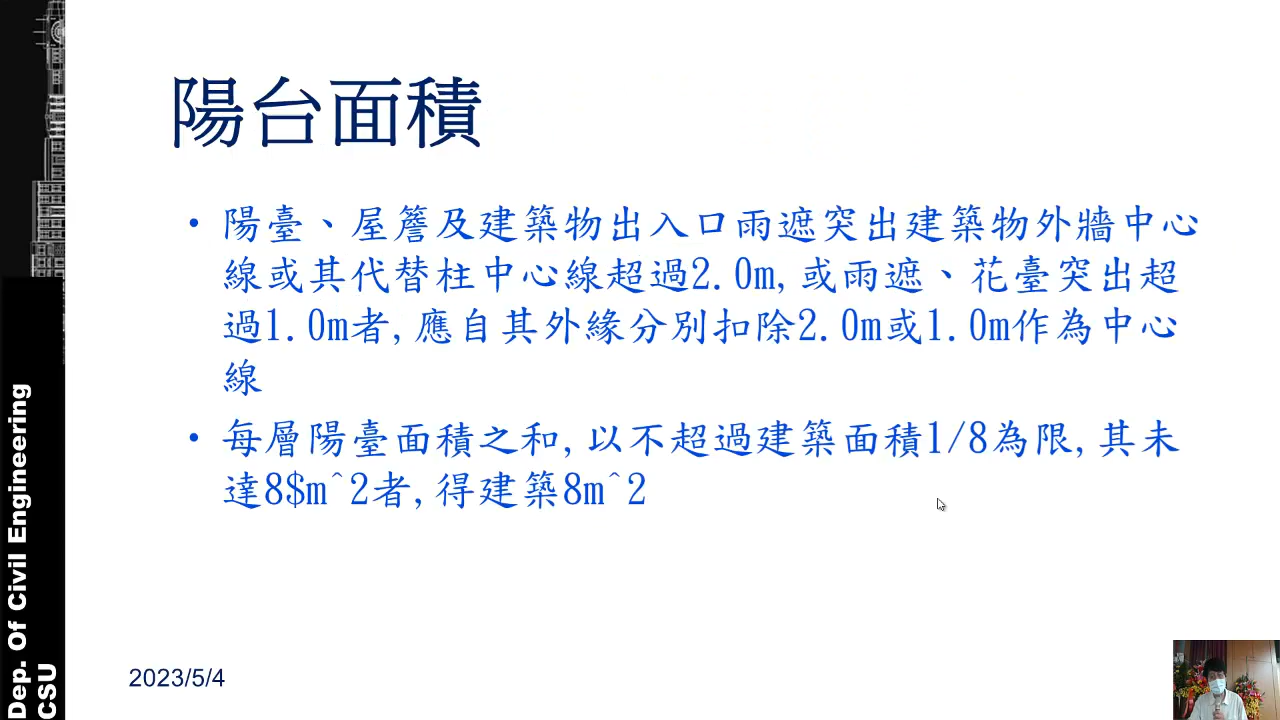 陽台面積
• 陽臺、屋簷及建築物出入口雨遮突出建築物外牆中心
線或其代替柱中心線超過2.0m,或雨遮、花臺突出超
過1.0m者,應自其外緣分別扣除2.0m或1.0m作為中心
線
• 每層陽臺面積之和,以不超過建築面積1/8為限,其未
達8$m^2者,得建築8m^2
2023/5/4
Dep. Of Civil Engineering
CSU